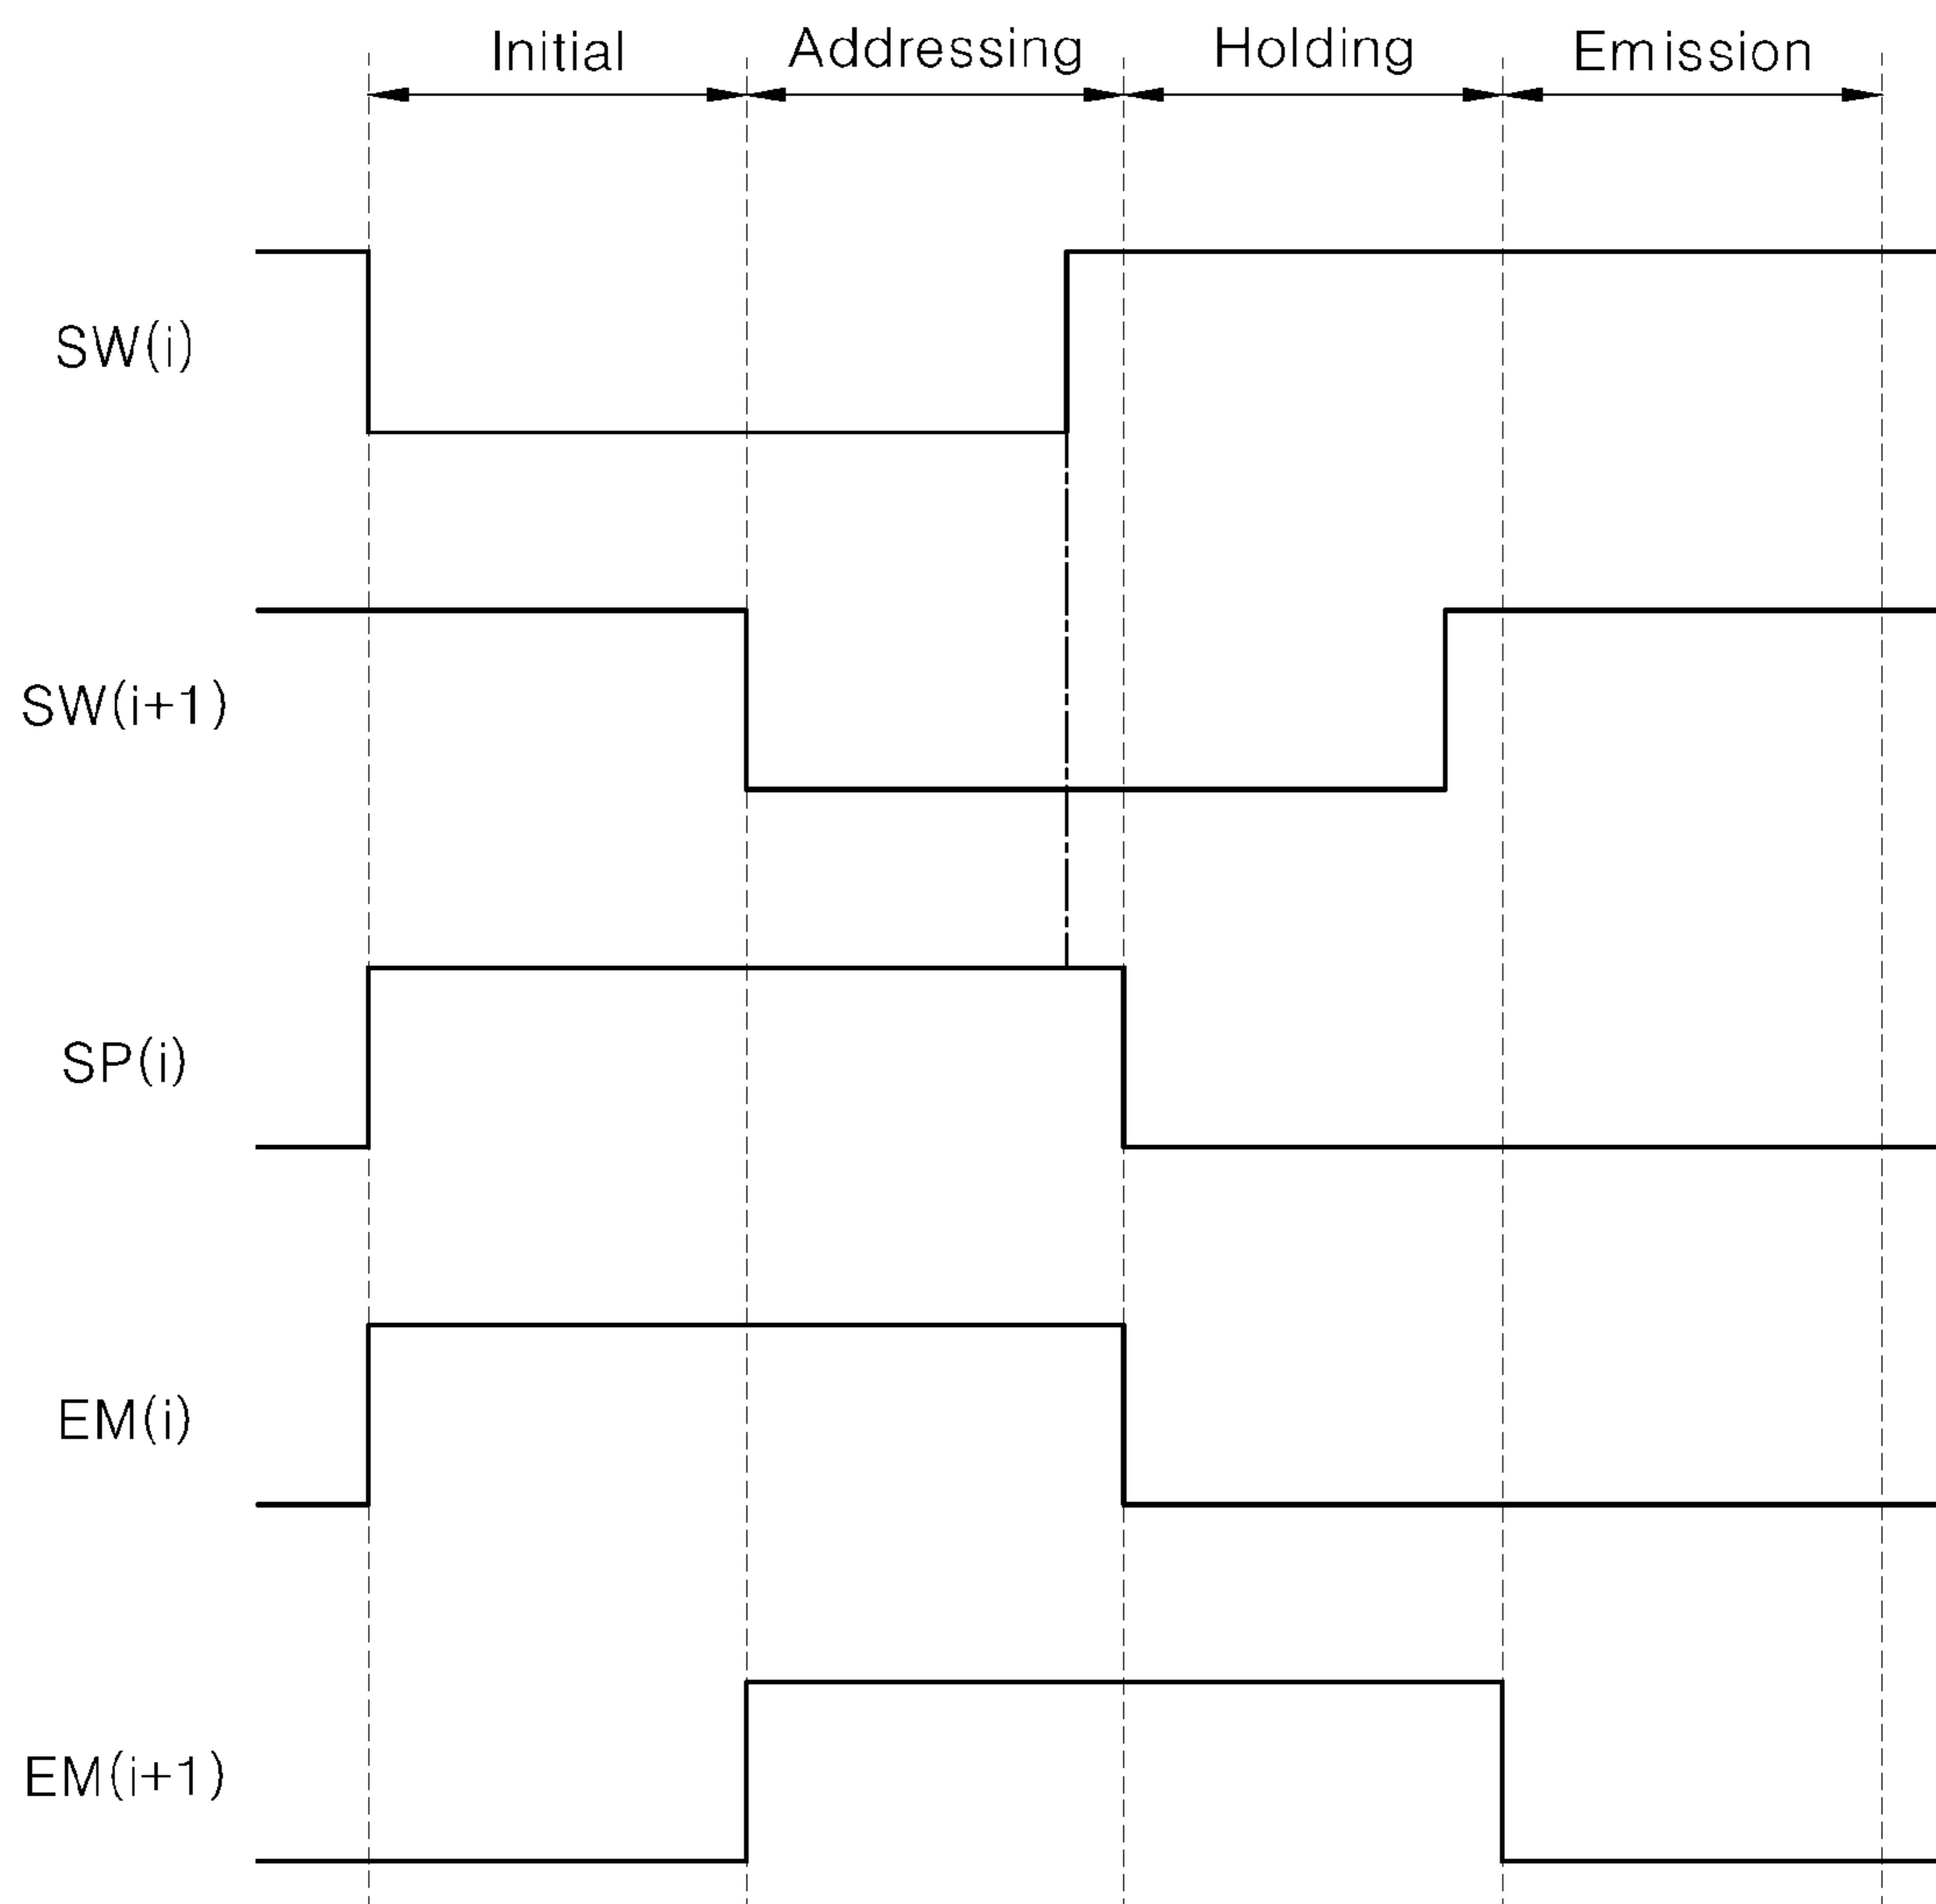 Initial Addressing Holding Emission
SW(i)
SW(i+1)
SP(i)
EM(i)
EM(i+1)